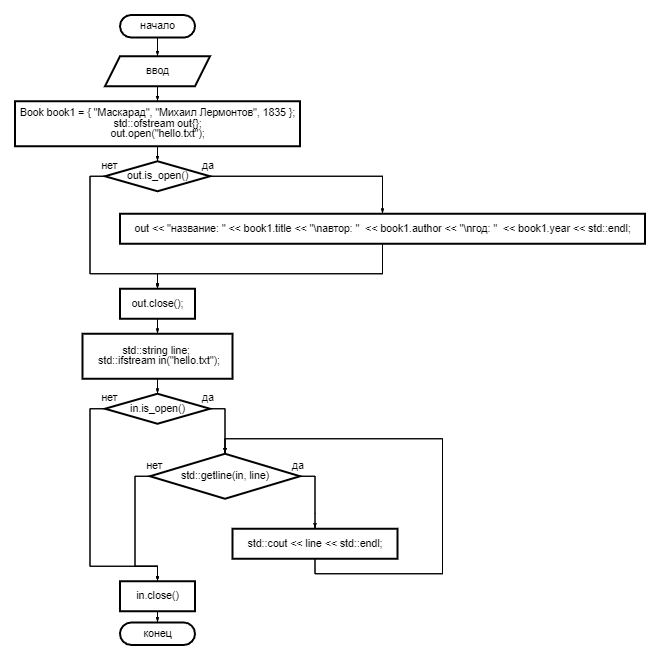 начало
ввод
Book book1 = { "Маскарад", "Михаил Лермонтов", 1835 };
std::ofstream out{};
out.open("hello.txt");
нет
да
out.is_open()
out << "название: " << book1.title << "\nавтор: " << book1.author << "\nгод: " << book1.year << std::endl;
out.close();
std::string line;
std::ifstream in("hello.txt");
нет
да
in.is_open()
нет
да
std::getline(in, line)
std::cout << line << std::endl;
in.close()
конец